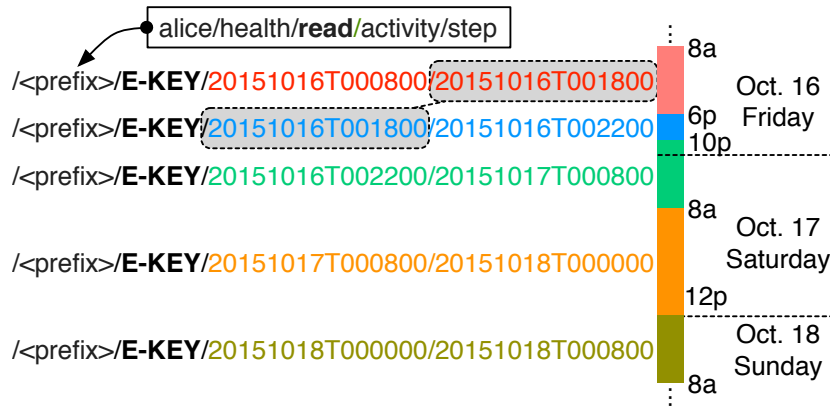 alice/health/read/activity/step
⋮
8a
/<prefix>/E-KEY/20151016T000800/20151016T001800
Oct. 16
Friday
6p
/<prefix>/E-KEY/20151016T001800/20151016T002200
10p
/<prefix>/E-KEY/20151016T002200/20151017T000800
8a
Oct. 17
Saturday
/<prefix>/E-KEY/20151017T000800/20151018T000000
12p
/<prefix>/E-KEY/20151018T000000/20151018T000800
Oct. 18
Sunday
8a
⋮